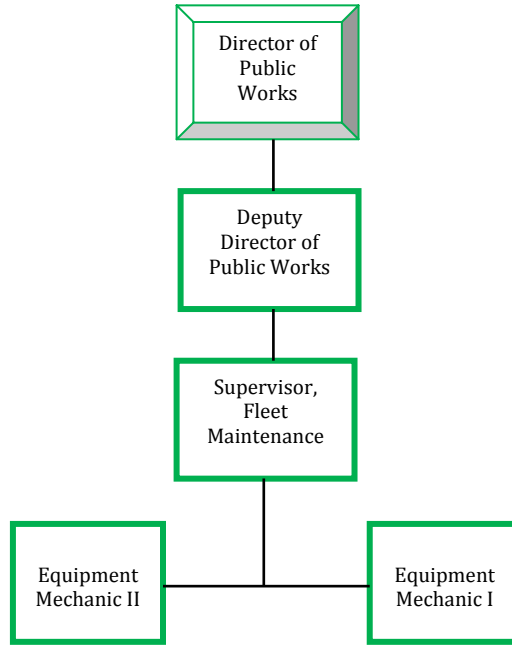 Director of
Public
Works
Deputy
Director of
Public Works
Supervisor,
Fleet
Maintenance
Equipment
Mechanic II
Equipment
Mechanic I